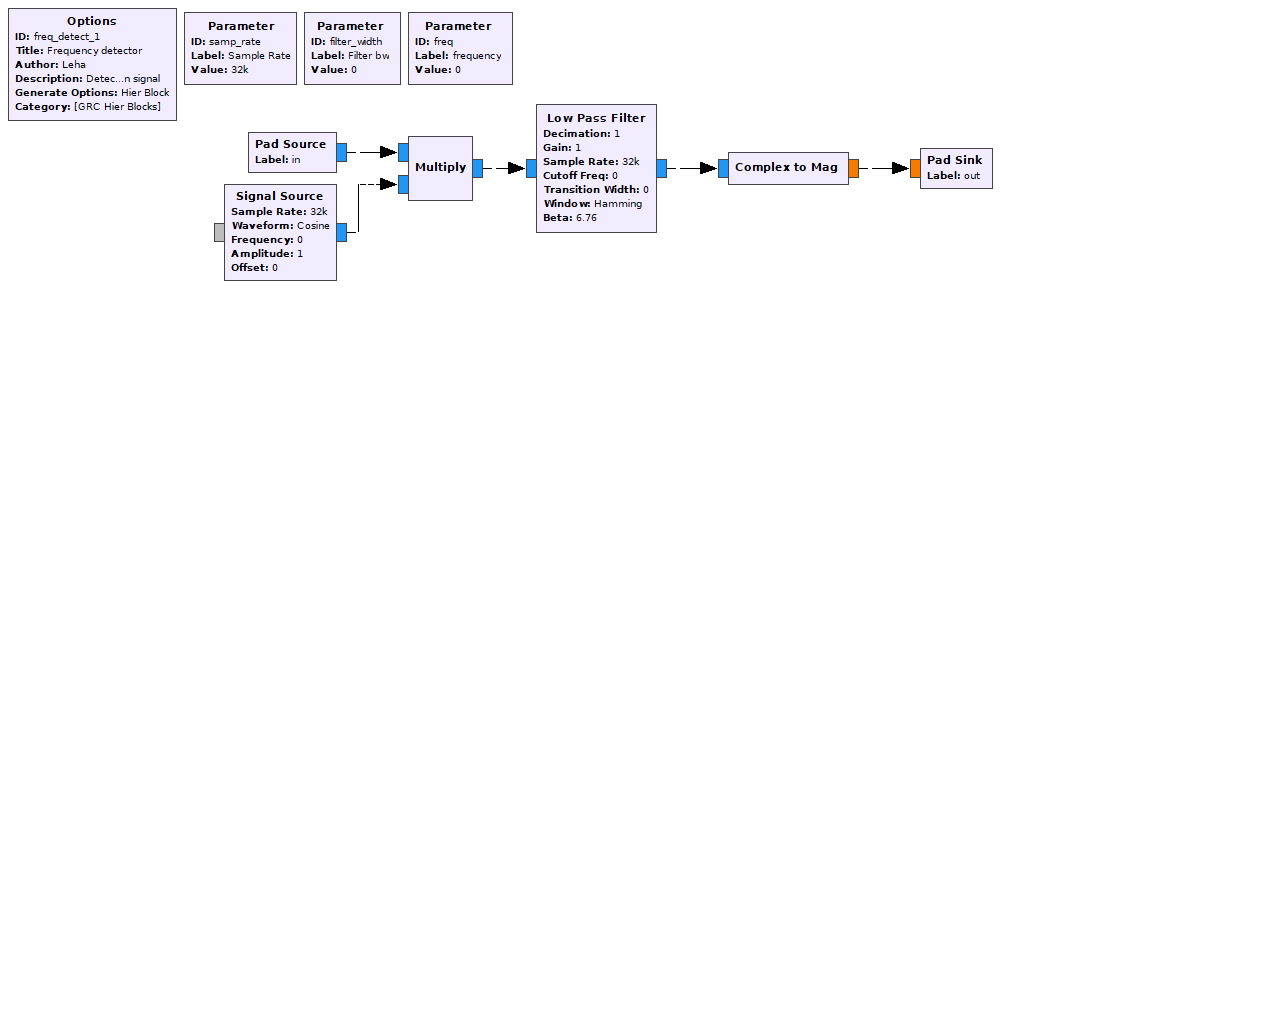 Options
ID: freq_detect_1
Title: Frequency detector
Author: Leha
Description: Detec...n signal
Generate Options: Hier Block
Category: [GRC Hier Blocks]
Parameter
ID: samp_rate
Label: Sample Rate
Value: 32k
Parameter
ID: filter_width
Label: Filter bw
Value: 0
Parameter
ID: freq
Label: frequency
Value: 0
Pad Source
Label: in
Signal Source
Sample Rate: 32k
Waveform: Cosine
Frequency: 0
Amplitude: 1
Offset: 0
Multiply
Low Pass Filter
Decimation: 1
Gain: 1
Sample Rate: 32k
Cutoff Freq: 0
Transition Width: 0
Window: Hamming
Beta: 6.76
Complex to Mag
Pad Sink
Label: out